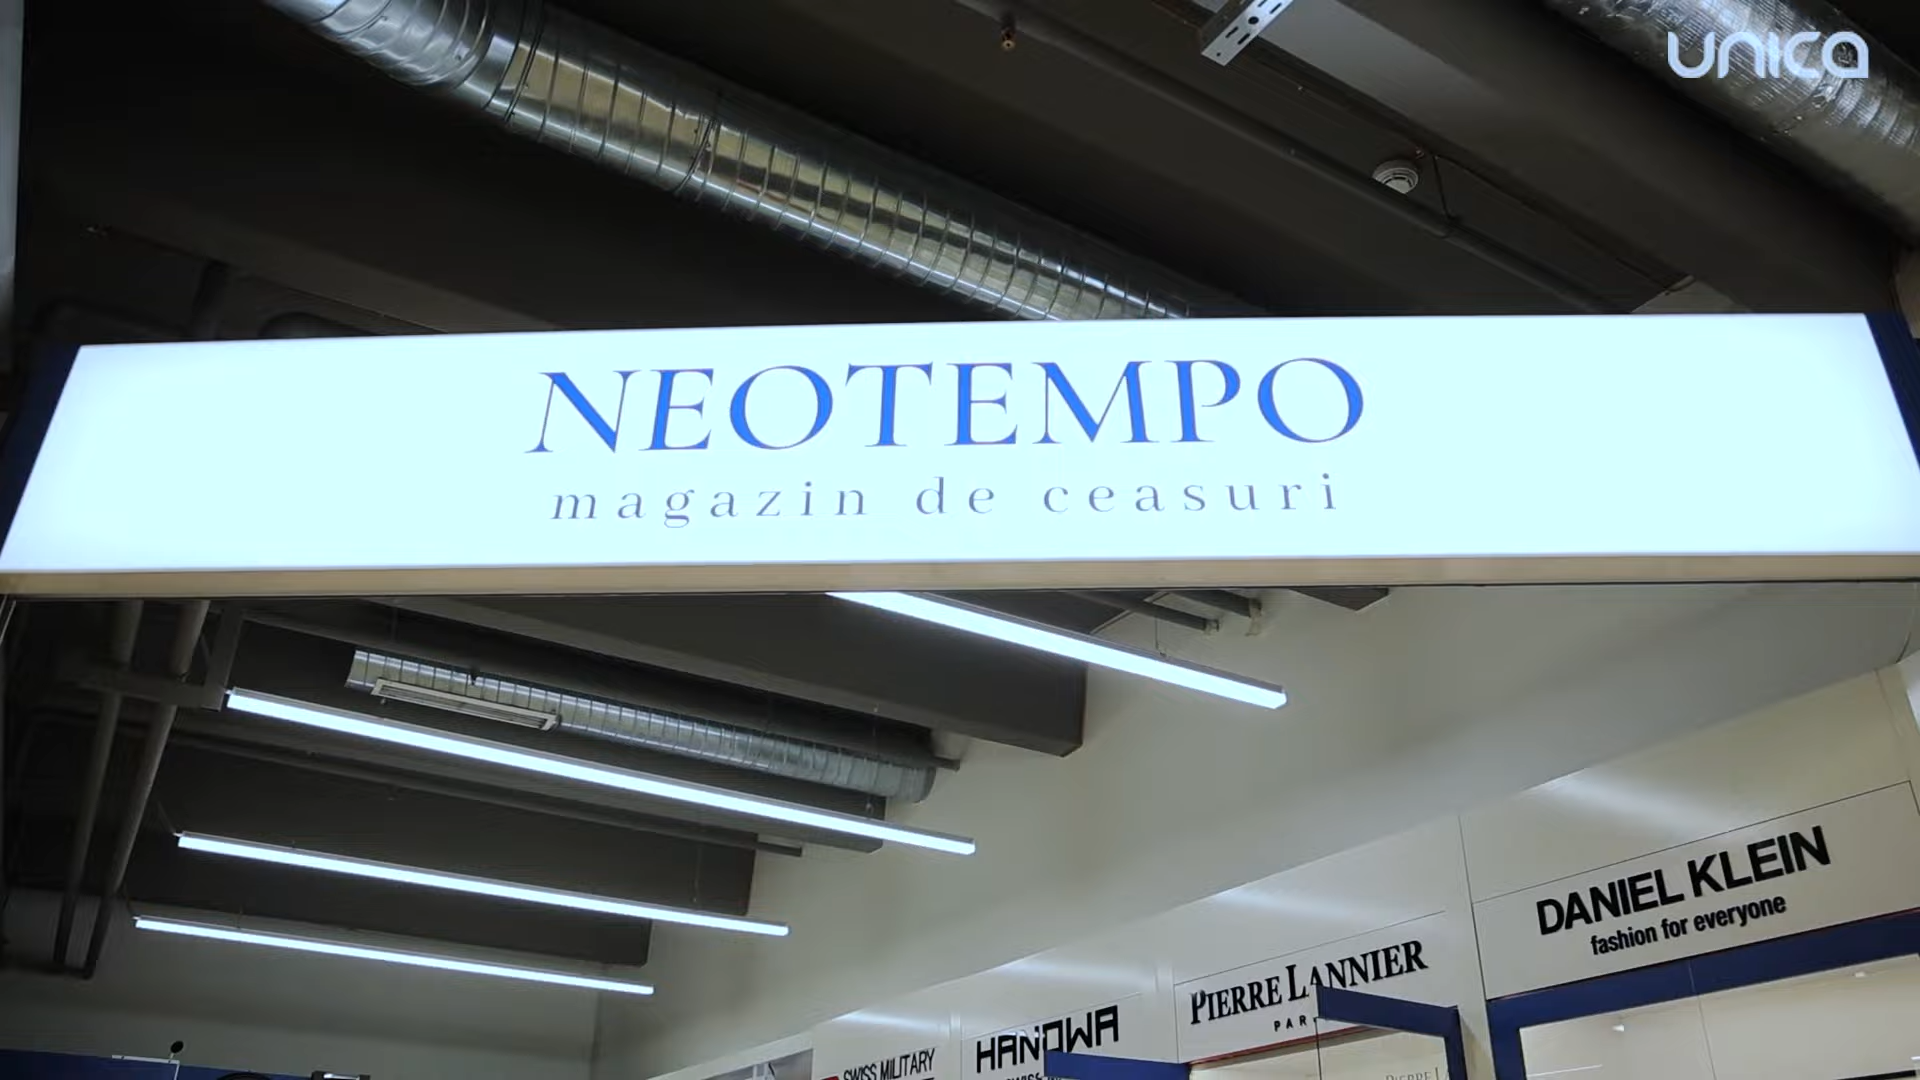 unica
NEOTEMPO
magazin de ceasuri
DANIEL KLEIN
fashion for everyone
PIERRE LANNIER
HANOWA
SWISS MILITARY